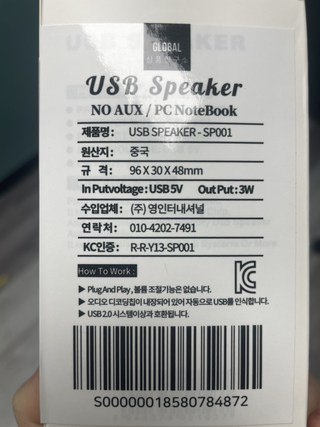 GLOBAL
USB Speaker
NO AUX / PC NoteBook
제품명: USB SPEAKER - SP001
원산지: 중국
규 격: 96 X 30 X 48mm
In Putvoltage : USB 5V Out Put : 3W
수입업체: (주) 영인터내셔널
연락처: 010-4202-7491
KC인증: R-R-Y13-SP001
How To Work :
▶ Plug And Play , 볼륨 조절기능은 없습니다.
▶ 오디오 디코딩칩이 내장되어 있어 자동으로 USB를 인식합니다.
▶ USB 2.0 시스템이상과 호환됩니다.
S00000018580784872